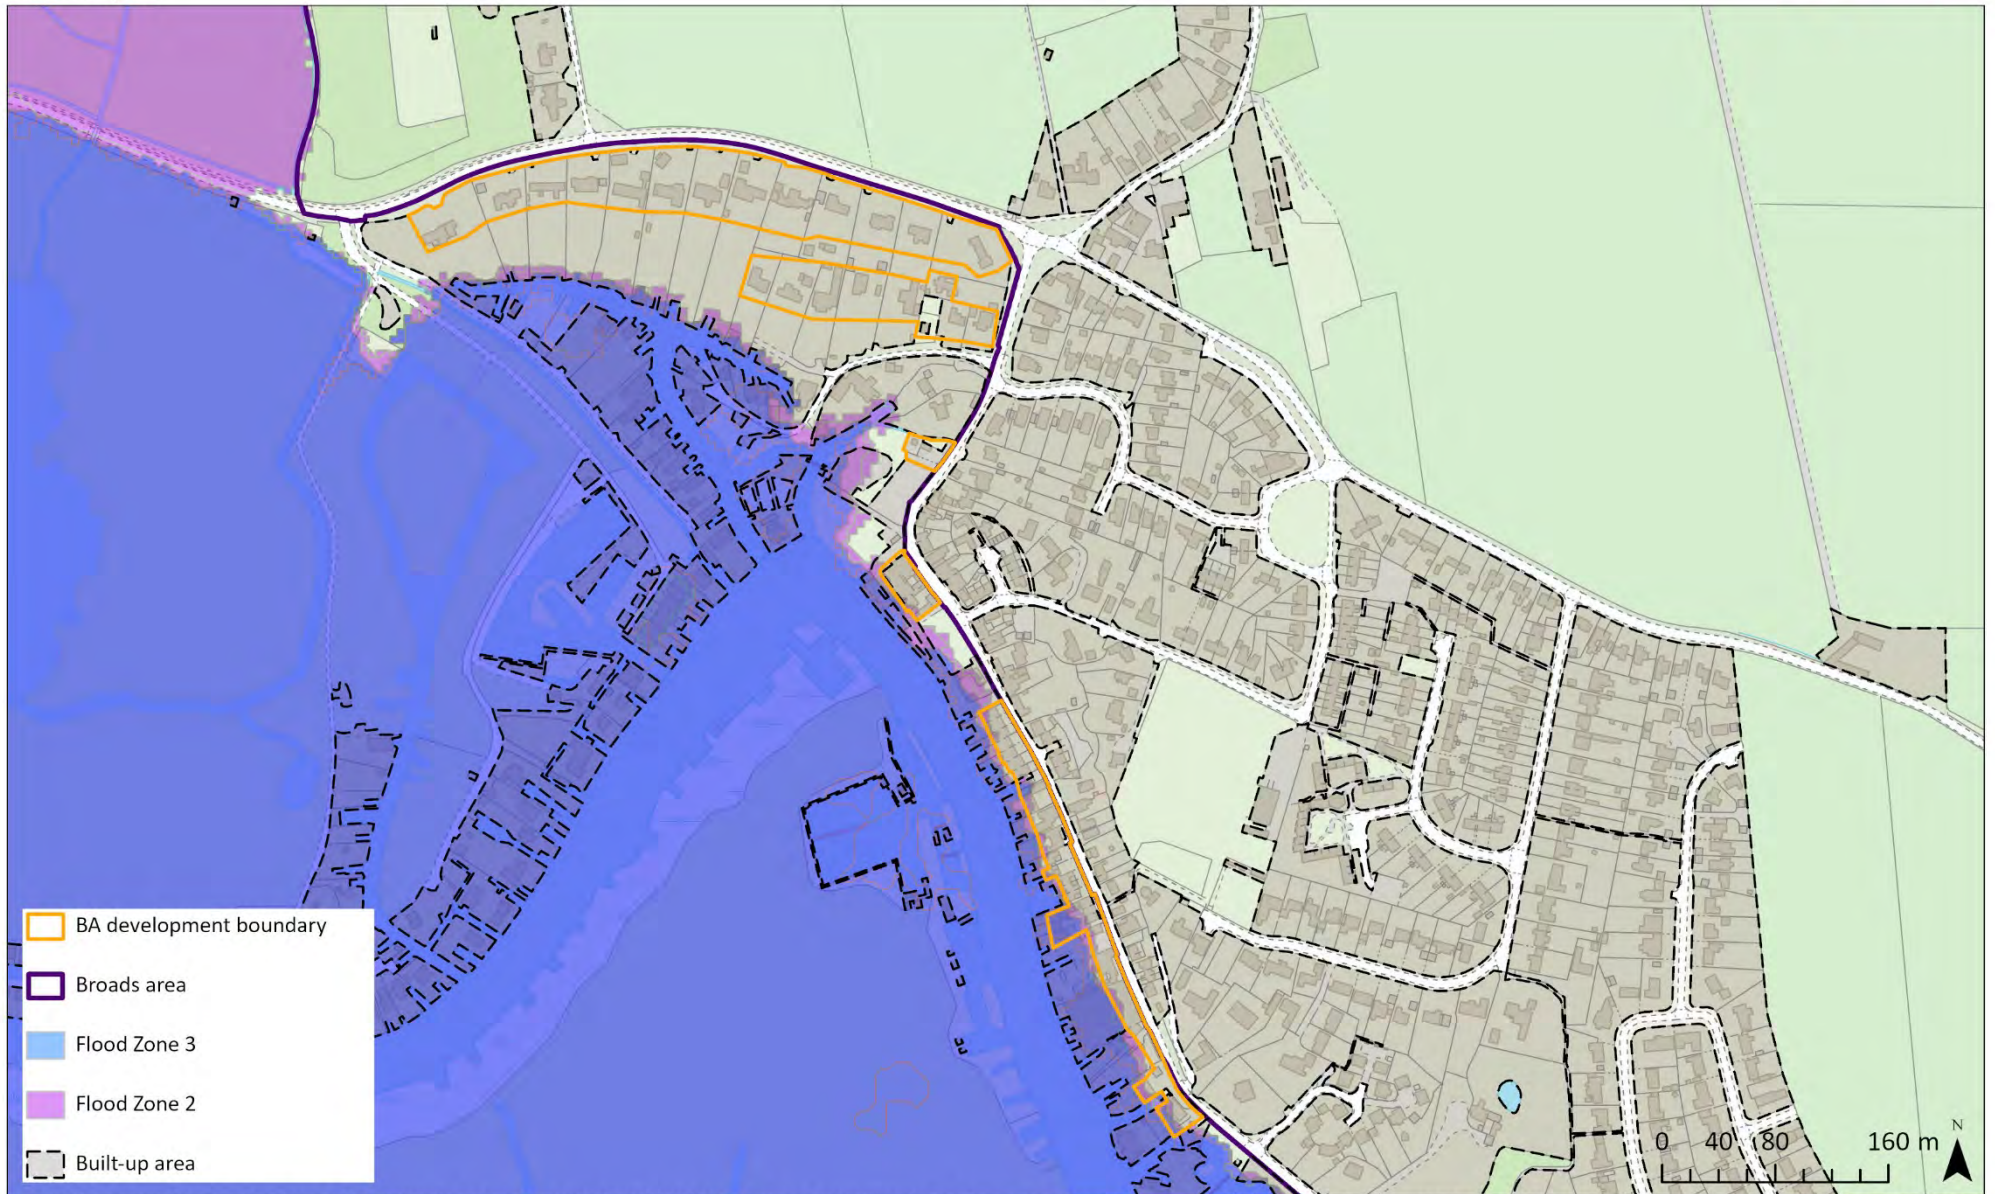 BA development boundary
Broads area
Flood Zone 3
Flood Zone 2
Built-up area
0 40 80 160 m
N